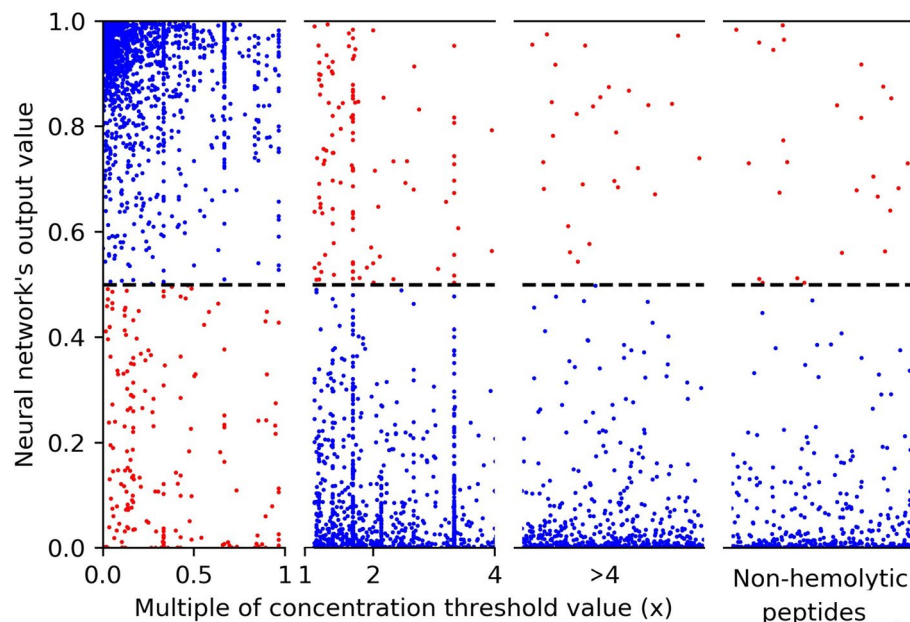 Neural network's output value
1.0
0.8
0.6
0.4
0.2
0.0
0.0 0.5 1 1 2 4 >4 Non-hemolytic
peptides
Multiple of concentration threshold value (x)